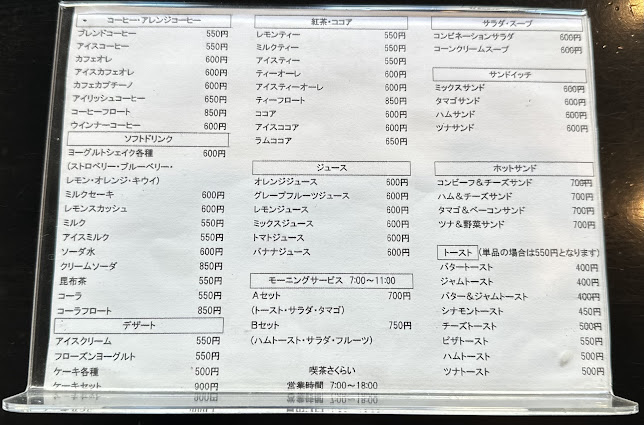 コーヒー・アレンジコーヒー
ブレンドコーヒー 550円
アイスコーヒー 550円
カフェオレ 600円
アイスカフェオレ 600円
カフェカプチーノ 600円
アイリッシュコーヒー 650円
コーヒーフロート 850円
ウインナーコーヒー 600円
ソフトドリンク
ヨーグルトシェイク各種 600円
(ストロベリー・ブルーベリー・
レモン・オレンジ・キウイ)
ミルクセーキ 600円
レモンスカッシュ 600円
ミルク 550円
アイスミルク 550円
ソーダ水 600円
クリームソーダ 850円
昆布茶 550円
コーラ 550円
コーラフロート 850円
デザート
アイスクリーム 550円
フローズンヨーグルト 550円
ケーキ各種 500円
ケーキセット 900円
紅茶・ココア
レモンティー 550円
ミルクティー 550円
アイスティー 550円
ティーオーレ 600円
アイスティーオーレ 600円
ティーフロート 850円
ココア 600円
アイスココア 600円
ラムココア 650円
ジュース
オレンジジュース 600円
グレープフルーツジュース 600円
レモンジュース 600円
ミックスジュース 600円
トマトジュース 600円
バナナジュース 600円
モーニングサービス 7:00～11:00
Aセット 700円
(トースト・サラダ・タマゴ)
Bセット 750円
(ハムトースト・サラダ・フルーツ)
喫茶さくらい
営業時間 7:00～18:00
サラダ・スープ
コンビネーションサラダ 600円
コーンクリームスープ 600円
サンドイッチ
ミックスサンド 600円
タマゴサンド 600円
ハムサンド 600円
ツナサンド 600円
ホットサンド
コンビーフ&チーズサンド 700円
ハム&チーズサンド 700円
タマゴ&ベーコンサンド 700円
ツナ&野菜サンド 700円
トースト (単品の場合は550円となります)
バタートースト 400円
ジャムトースト 400円
バター&ジャムトースト 400円
シナモントースト 450円
チーズトースト 500円
ピザトースト 550円
ハムトースト 500円
ツナトースト 500円